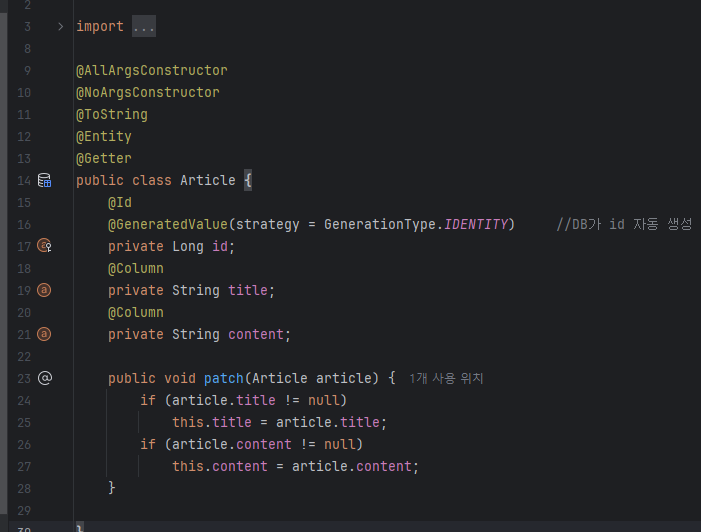 2
3 import ...
8
9 @AllArgsConstructor
10 @NoArgsConstructor
11 @ToString
12 @Entity
13 @Getter
14 public class Article {
15 @Id
16 @GeneratedValue(strategy = GenerationType.IDENTITY) //DB가 id 자동 생성
17 private Long id;
18 @Column
19 private String title;
20 @Column
21 private String content;
22
23 public void patch(Article article) { 1개 사용 위치
24 if (article.title != null)
25 this.title = article.title;
26 if (article.content != null)
27 this.content = article.content;
28 }
29
30 }